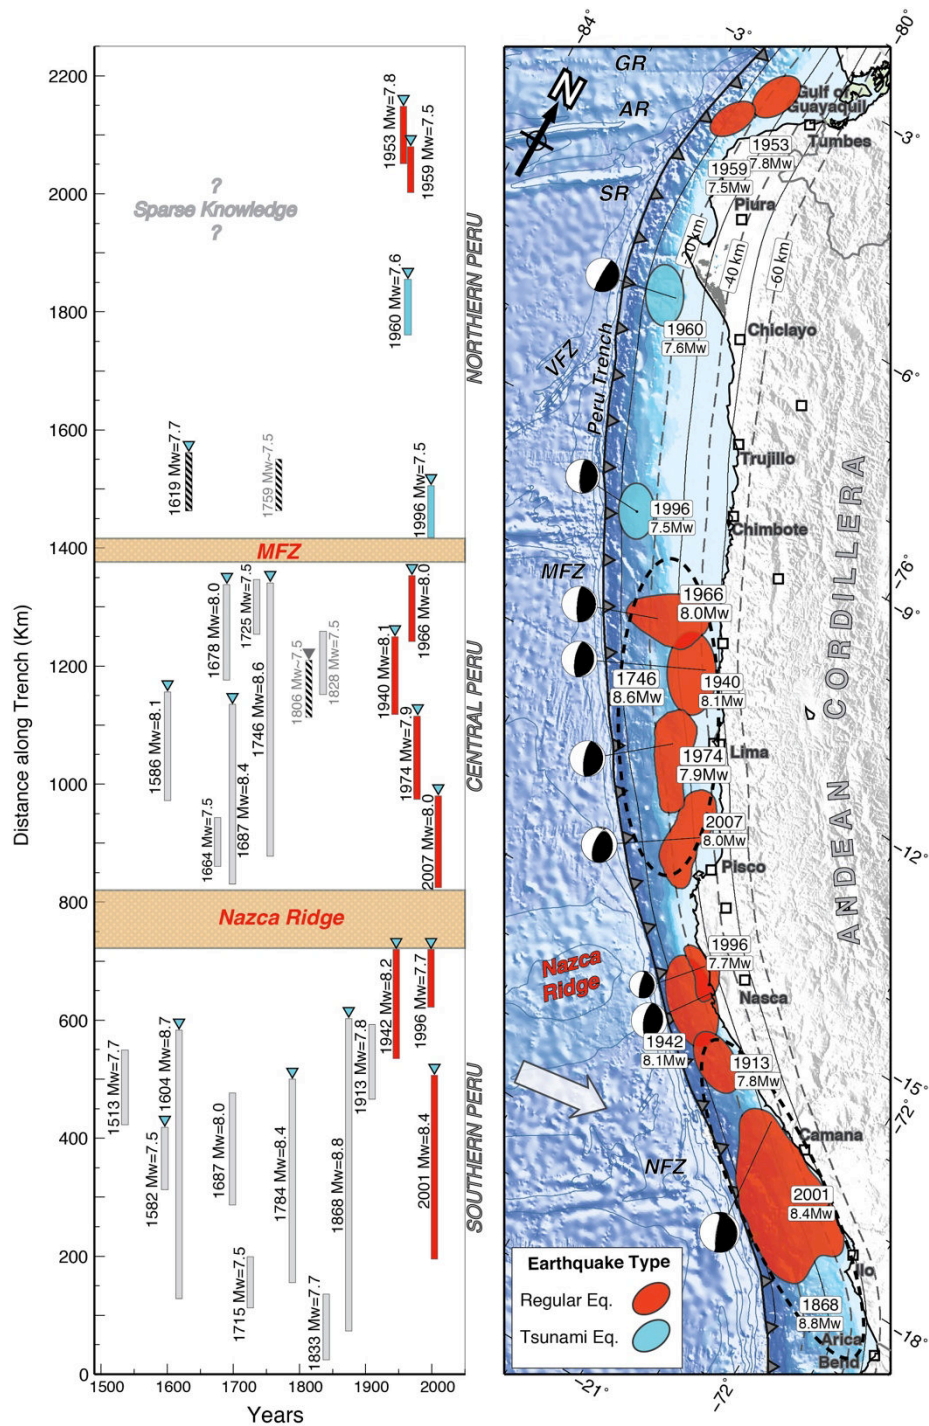 2200
2000
1800
1600
1400
1200
1000
800
600
400
200
0
Distance along Trench (Km)
1500
1600
1700
1800
1900
2000
Years
1953 Mw=7.8
1959 Mw=7.5
?
Sparse Knowledge
?
1960 Mw=7.6
NORTHERN PERU
1619 Mw=7.7
1759 Mw~7.5
1996 Mw=7.5
MFZ
1678 Mw=8.0
1725 Mw=7.5
1966 Mw=8.0
1586 Mw=8.1
1687 Mw=8.4
1746 Mw=8.6
1806 Mw~7.5
1828 Mw=7.5
1940 Mw=8.1
1974 Mw=7.9
1664 Mw=7.5
2007 Mw=8.0
CENTRAL PERU
Nazca Ridge
1942 Mw=8.2
1996 Mw=7.7
1513 Mw=7.7
1582 Mw=7.5
1604 Mw=8.7
1687 Mw=8.0
1715 Mw=7.5
1784 Mw=8.4
1833 Mw=7.7
1868 Mw=8.8
1913 Mw=7.8
2001 Mw=8.4
SOUTHERN PERU
-84°
-3°
-80°
GR
N
AR
SR
Gulf of
Guayaquil
Tumbes
-3°
1953
7.8Mw
1959
7.5Mw
Piura
-20 km
-40 km
-60 km
1960
7.6Mw
Chiclayo
VFZ
Peru Trench
-6°
Trujillo
1996
7.5Mw
Chimbote
MFZ
-76°
-9°
1966
8.0Mw
1746
8.6Mw
1940
8.1Mw
Lima
1974
7.9Mw
2007
8.0Mw
Pisco
-12°
ANDEAN CORDILLERA
Nazca
Ridge
1996
7.7Mw
Nasca
1942
8.1Mw
1913
7.8Mw
-15°
-72°
Camana
NFZ
2001
8.4Mw
Ilo
1868
8.8Mw
Arica
Bend
-18°
Earthquake Type
Regular Eq.
Tsunami Eq.
-21°
-72°